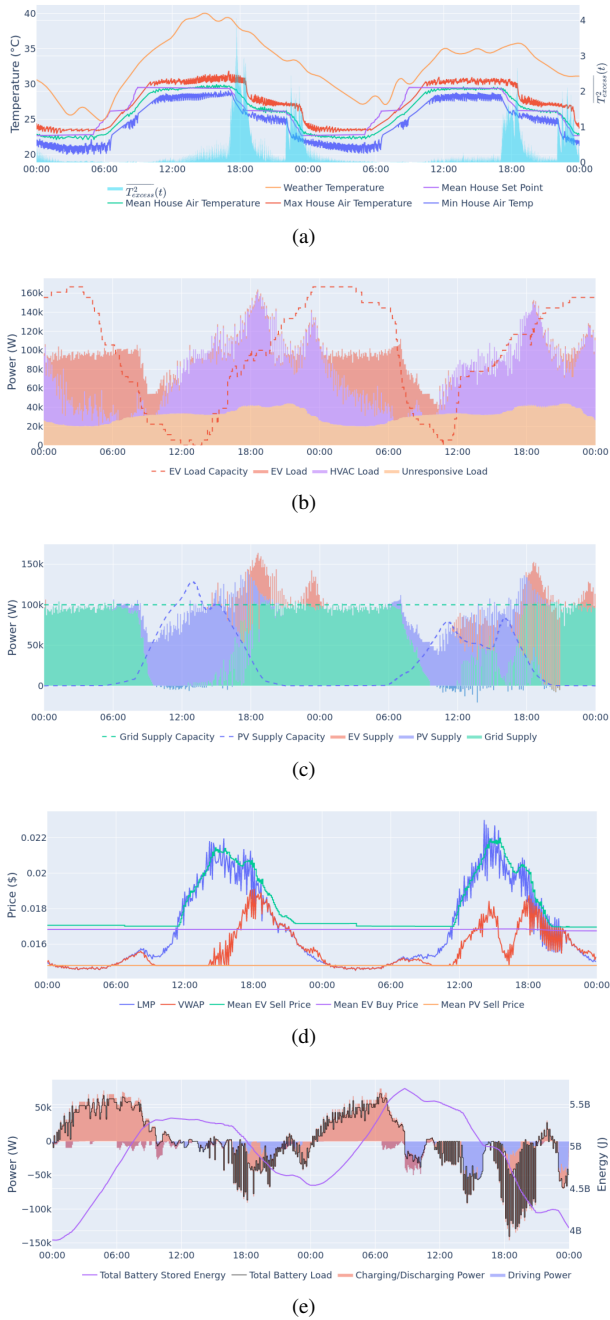 40
35
30
25
20
Temperature (°C)
4
3
2
1
0
T²excess(t)
00:00 06:00 12:00 18:00 00:00 06:00 12:00 18:00 00:00
T²excess(t) Weather Temperature Mean House Set Point
Mean House Air Temperature Max House Air Temperature Min House Air Temp
(a)
160k
140k
120k
100k
80k
60k
40k
20k
0
Power (W)
00:00 06:00 12:00 18:00 00:00 06:00 12:00 18:00 00:00
EV Load Capacity EV Load HVAC Load Unresponsive Load
(b)
150k
100k
50k
0
Power (W)
00:00 06:00 12:00 18:00 00:00 06:00 12:00 18:00 00:00
Grid Supply Capacity PV Supply Capacity EV Supply PV Supply Grid Supply
(c)
0.022
0.02
0.018
0.016
Price ($)
00:00 06:00 12:00 18:00 00:00 06:00 12:00 18:00 00:00
LMP VWAP Mean EV Sell Price Mean EV Buy Price Mean PV Sell Price
(d)
50k
0
−50k
−100k
−150k
Power (W)
5.5B
5B
4.5B
4B
Energy (J)
00:00 06:00 12:00 18:00 00:00 06:00 12:00 18:00 00:00
Total Battery Stored Energy Total Battery Load Charging/Discharging Power Driving Power
(e)